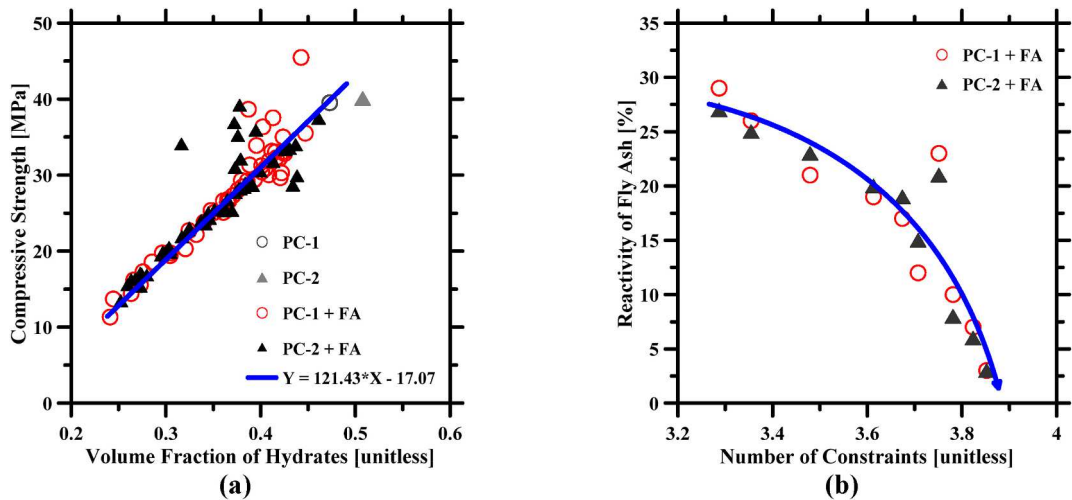 50
40
30
20
10
0
Compressive Strength [MPa]
PC-1
PC-2
PC-1 + FA
PC-2 + FA
Y = 121.43*X - 17.07
0.2 0.3 0.4 0.5 0.6
Volume Fraction of Hydrates [unitless]
(a)
35
30
25
20
15
10
5
0
Reactivity of Fly Ash [%]
PC-1 + FA
PC-2 + FA
3.2 3.4 3.6 3.8 4
Number of Constraints [unitless]
(b)